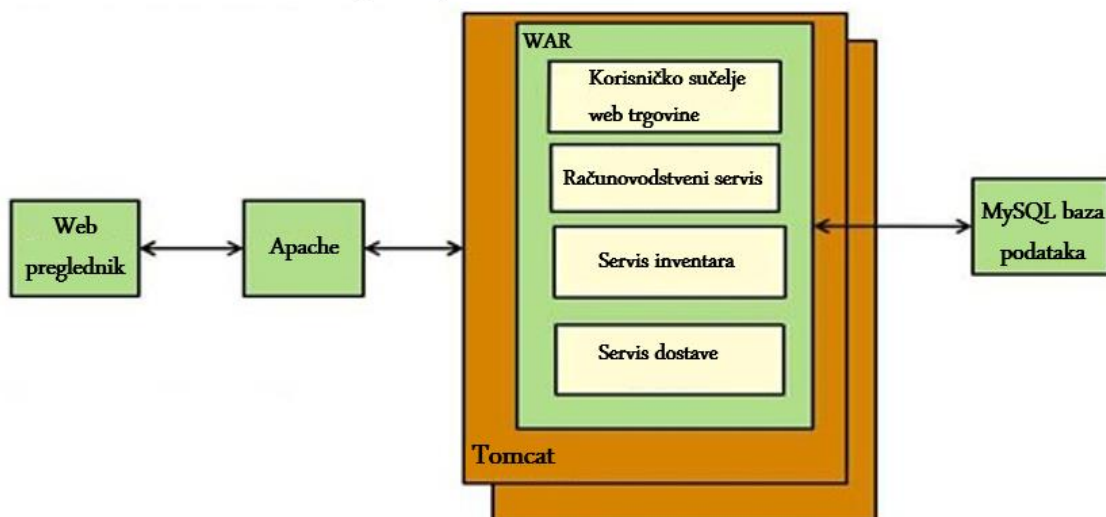 WAR
Korisničko sučelje
web trgovine
Računovodstveni servis
Servis inventara
Servis dostave
Tomcat
Web
preglednik
Apache
MySQL baza
podataka